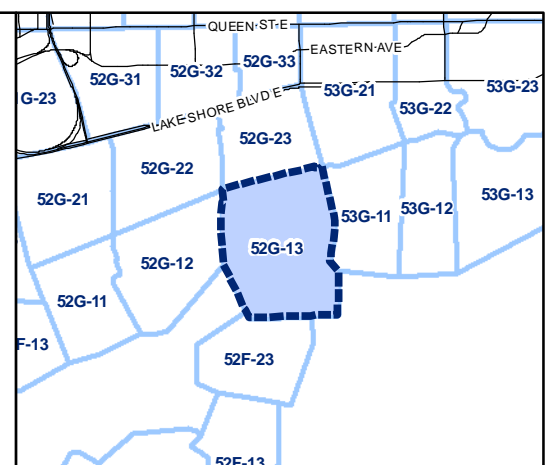 QUEEN ST E
EASTERN AVE
52G-31
52G-32
52G-33
53G-21
53G-23
G-23
53G-22
LAKE SHORE BLVD E
52G-23
52G-22
52G-21
53G-11
53G-12
53G-13
52G-13
52G-12
52G-11
F-13
52F-23
52F-13